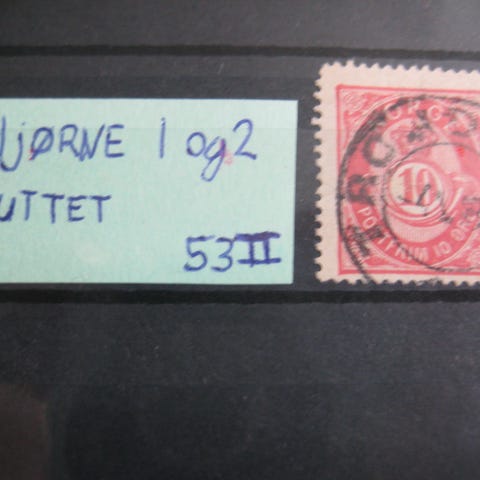 HJØRNE 1 og 2
UTTET
53 II
NORGE
10
POSTFRIM 10 ØRE